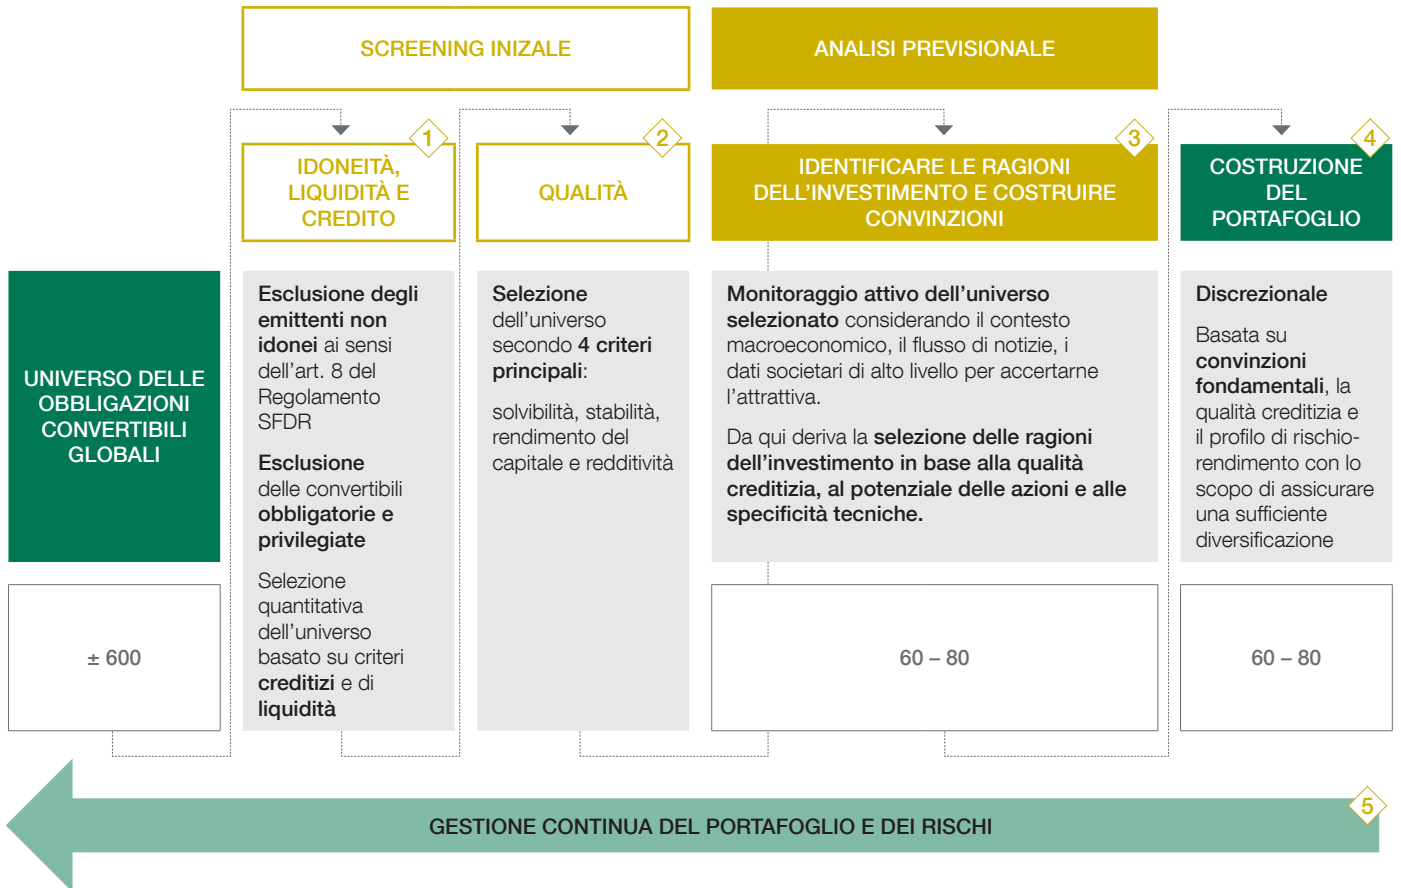 SCREENING INIZALE
ANALISI PREVISIONALE
1
IDONEITÀ,
LIQUIDITÀ E
CREDITO
2
QUALITÀ
3
IDENTIFICARE LE RAGIONI
DELL'INVESTIMENTO E COSTRUIRE
CONVINZIONI
4
COSTRUZIONE
DEL
PORTAFOGLIO
UNIVERSO DELLE
OBBLIGAZIONI
CONVERTIBILI
GLOBALI
± 600
Esclusione degli
emittenti non
idonei ai sensi
dell'art. 8 del
Regolamento
SFDR
Esclusione
delle convertibili
obbligatorie e
privilegiate
Selezione
quantitativa
dell'universo
basato su criteri
creditizi e di
liquidità
Selezione
dell'universo
secondo 4 criteri
principali:
solvibilità, stabilità,
rendimento del
capitale e redditività
Monitoraggio attivo dell'universo
selezionato considerando il contesto
macroeconomico, il flusso di notizie, i
dati societari di alto livello per accertarne
l'attrattiva.
Da qui deriva la selezione delle ragioni
dell'investimento in base alla qualità
creditizia, al potenziale delle azioni e alle
specificità tecniche.
60 – 80
Discrezionale
Basata su
convinzioni
fondamentali, la
qualità creditizia e
il profilo di rischio-
rendimento con lo
scopo di assicurare
una sufficiente
diversificazione
60 – 80
5
GESTIONE CONTINUA DEL PORTAFOGLIO E DEI RISCHI